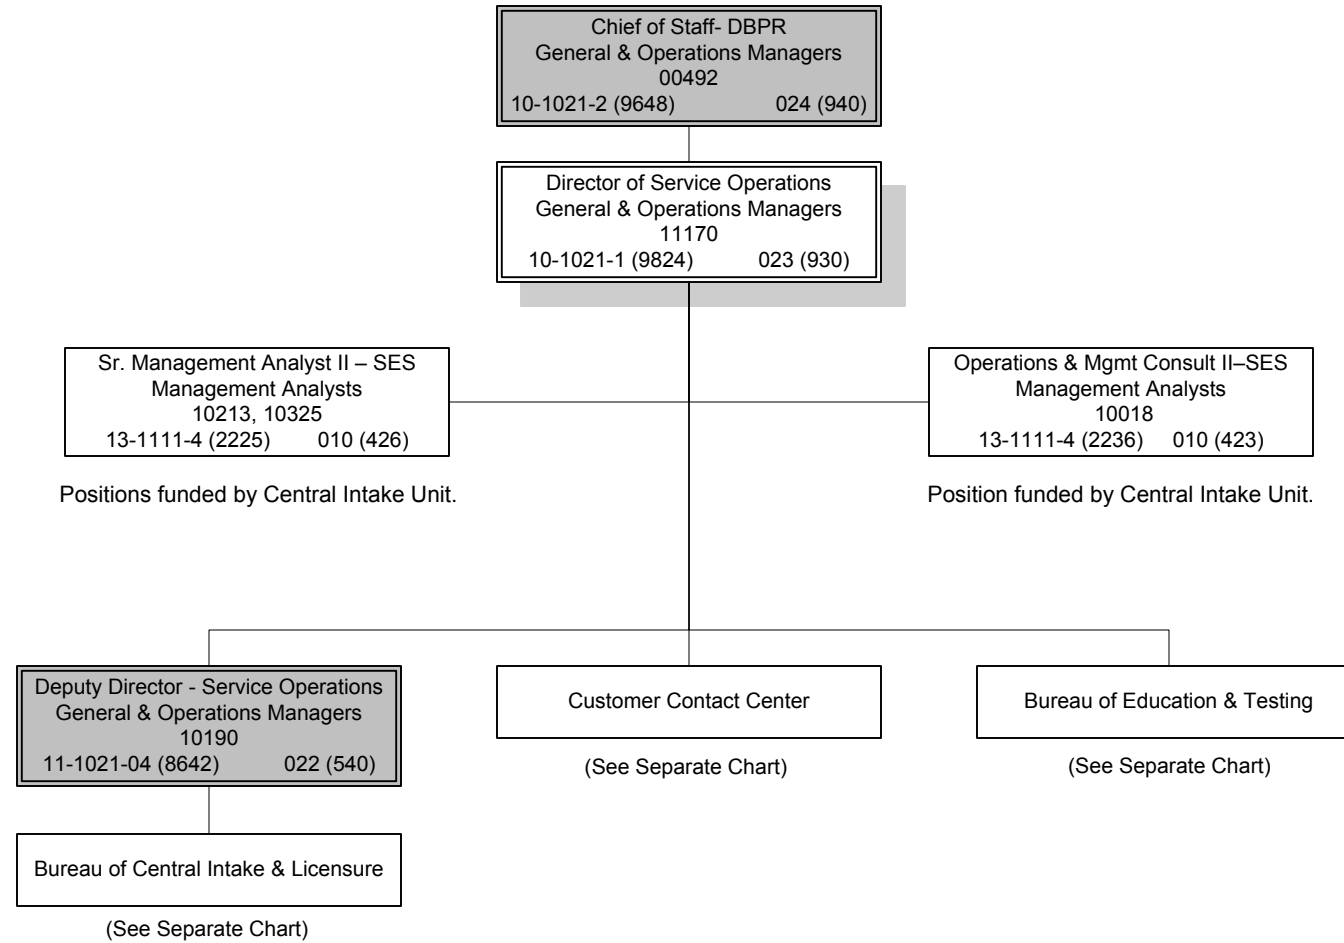 Chief of Staff- DBPR
General & Operations Managers
00492
10-1021-2 (9648) 024 (940)
Director of Service Operations
General & Operations Managers
11170
10-1021-1 (9824) 023 (930)
Sr. Management Analyst II – SES
Management Analysts
10213, 10325
13-1111-4 (2225) 010 (426)
Positions funded by Central Intake Unit.
Operations & Mgmt Consult II–SES
Management Analysts
10018
13-1111-4 (2236) 010 (423)
Position funded by Central Intake Unit.
Deputy Director - Service Operations
General & Operations Managers
10190
11-1021-04 (8642) 022 (540)
Customer Contact Center
(See Separate Chart)
Bureau of Education & Testing
(See Separate Chart)
Bureau of Central Intake & Licensure
(See Separate Chart)